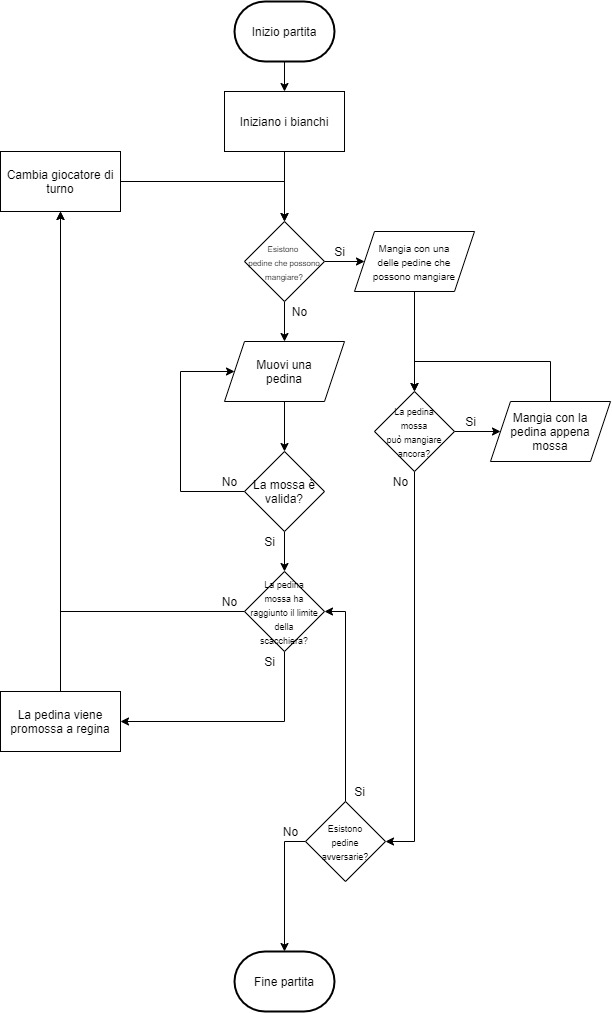 Inizio partita
Iniziano i bianchi
Cambia giocatore di
turno
Esistono
pedine che possono
mangiare?
Si
Mangia con una
delle pedine che
possono mangiare
No
Muovi una
pedina
La pedina
mossa
può mangiare
ancora?
Si
Mangia con la
pedina appena
mossa
No
La mossa è
valida?
No
Si
La pedina
mossa ha
raggiunto il limite
della
scacchiera?
No
Si
La pedina viene
promossa a regina
Si
Esistono
pedine
avversarie?
No
Fine partita